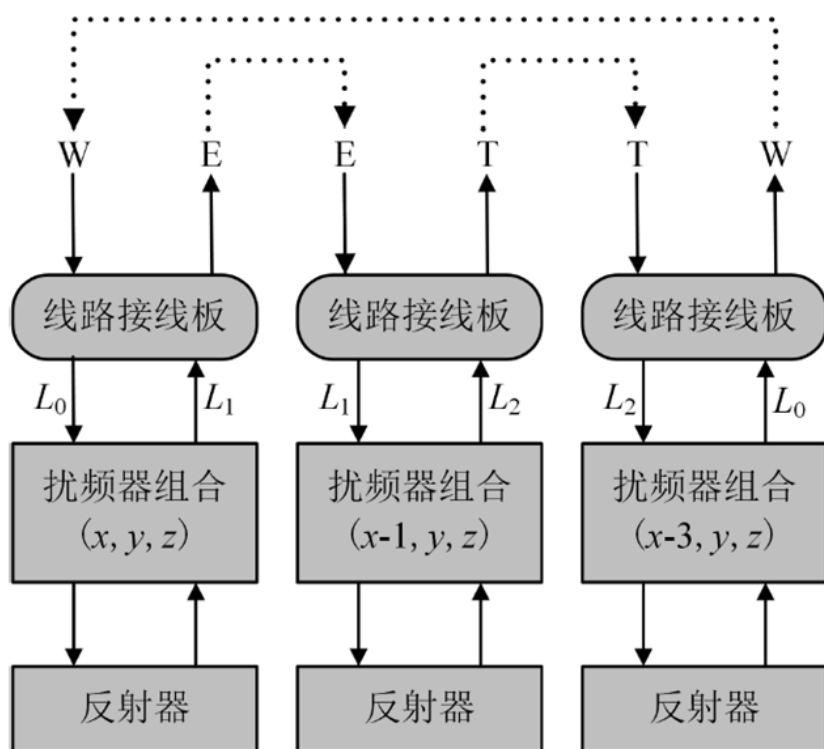 W E E T T W
线路接线板 线路接线板 线路接线板
L₀ L₁ L₁ L₂ L₂ L₀
扰频器组合 扰频器组合 扰频器组合
(x, y, z) (x-1, y, z) (x-3, y, z)
反射器 反射器 反射器